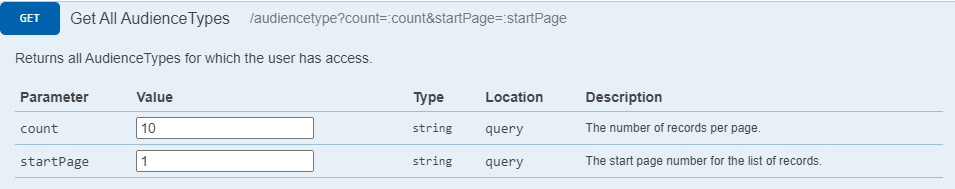 GET Get All AudienceTypes /audiencetype?count=:count&startPage=:startPage
Returns all AudienceTypes for which the user has access.
Parameter Value Type Location Description
count 10 string query The number of records per page.
startPage 1 string query The start page number for the list of records.